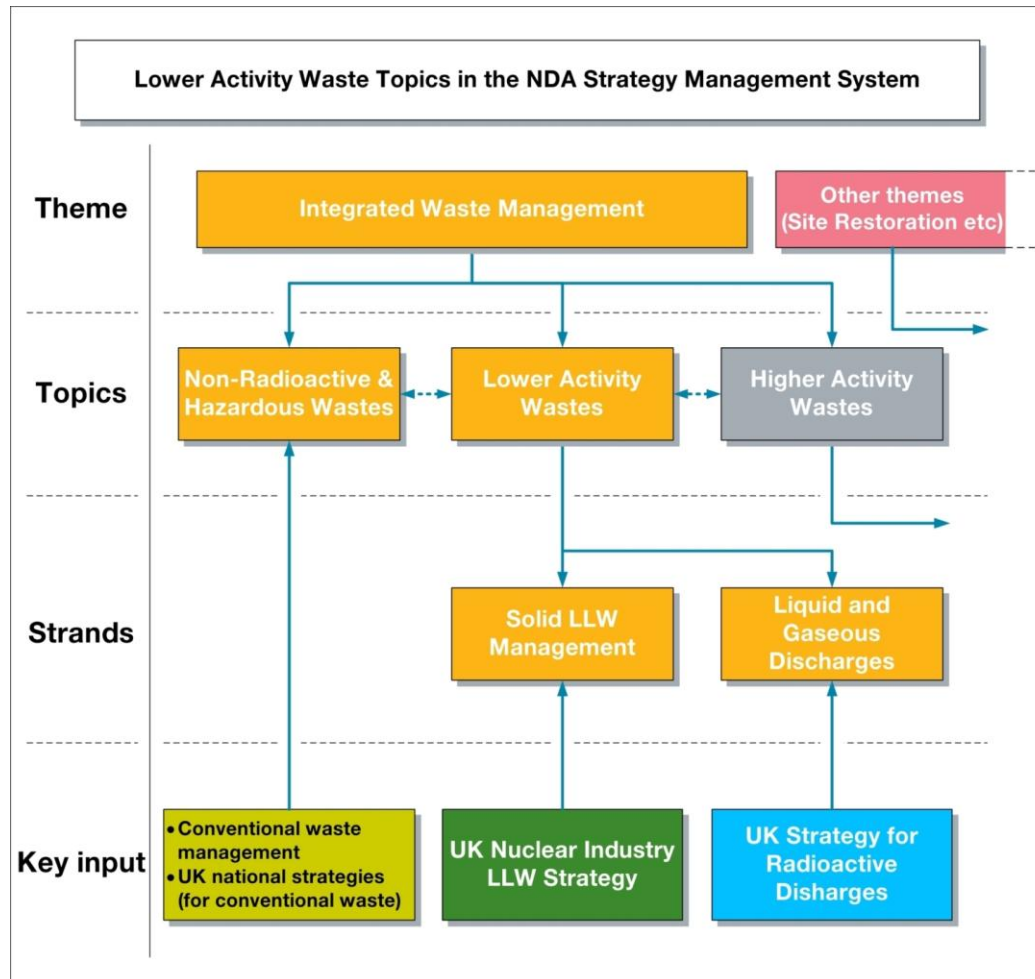 Lower Activity Waste Topics in the NDA Strategy Management System
Theme
Integrated Waste Management
Other themes
(Site Restoration etc)
Topics
Non-Radioactive &
Hazardous Wastes
Lower Activity
Wastes
Higher Activity
Wastes
Strands
Solid LLW
Management
Liquid and
Gaseous
Discharges
Key input
• Conventional waste
management
• UK national strategies
(for conventional waste)
UK Nuclear Industry
LLW Strategy
UK Strategy for
Radioactive
Disharges